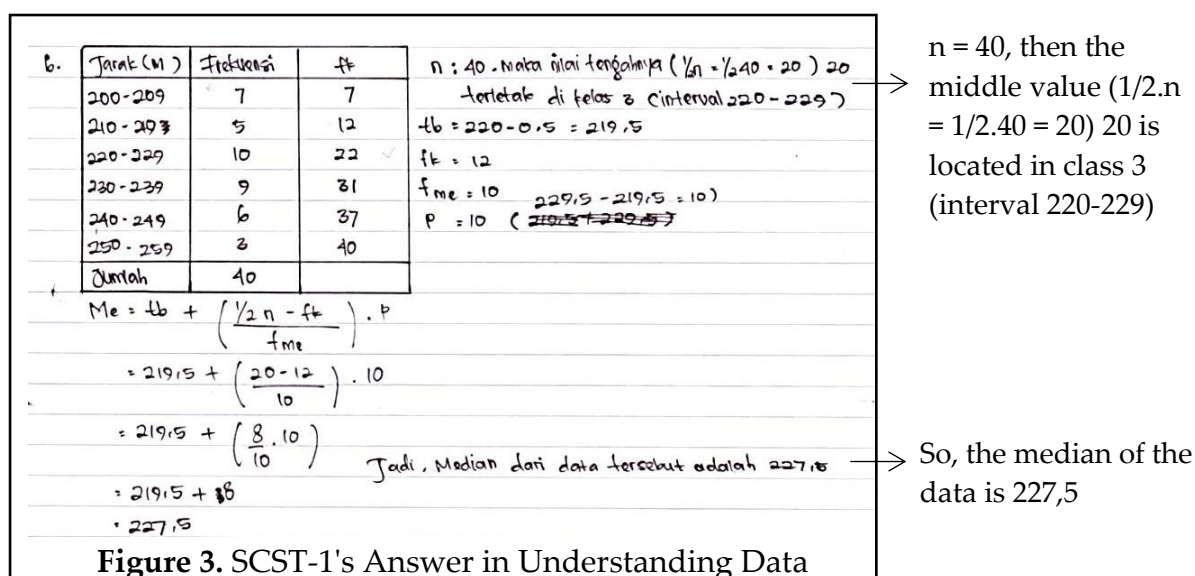 6. Jarak (M) Frekuensi fk
200-209 7 7
210-219 5 12
220-229 10 22
230-239 9 31
240-249 6 37
250-259 3 40
Jumlah 40
n : 40. Maka nilai tengahnya (1/2n = 1/2 40 = 20) 20
terletak di kelas 3 (interval 220-229)
tb = 220-0.5 = 219,5
fk = 12
fme = 10
229,5 - 219,5 = 10)
P = 10 (
Me = tb + (1/2 n - fk / fme) . P
= 219,5 + (20-12 / 10) . 10
= 219,5 + (8/10 . 10)
= 219,5 + 8
= 227,5
Jadi, Median dari data tersebut adalah 227,5
n = 40, then the
middle value (1/2.n
= 1/2.40 = 20) 20 is
located in class 3
(interval 220-229)
So, the median of the
data is 227,5
Figure 3. SCST-1's Answer in Understanding Data